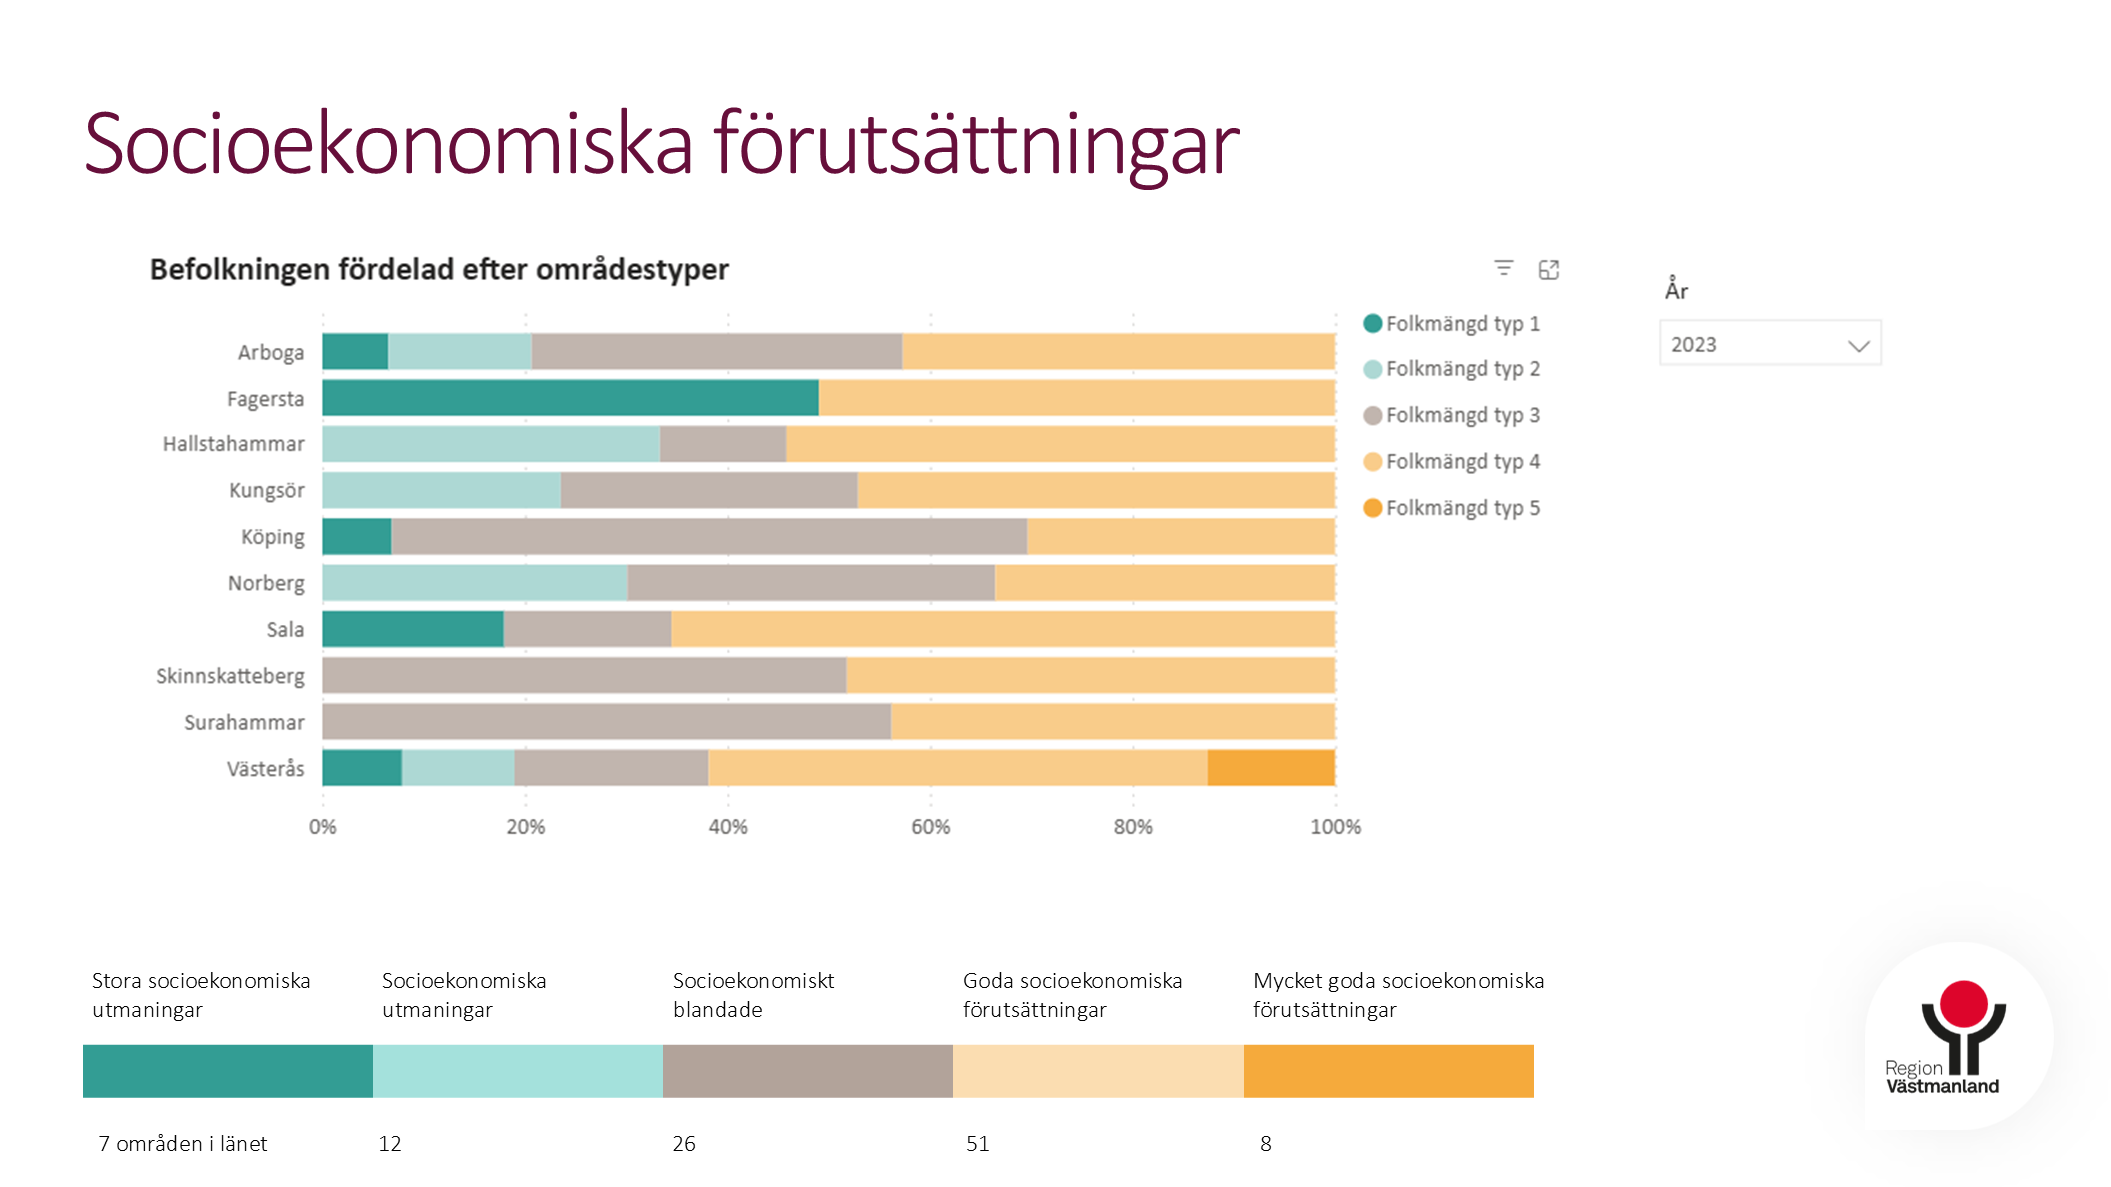 Socioekonomiska förutsättningar
Befolkningen fördelad efter områdestyper
År
2023
Folkmängd typ 1
Folkmängd typ 2
Folkmängd typ 3
Folkmängd typ 4
Folkmängd typ 5
Arboga
Fagersta
Hallstahammar
Kungsör
Köping
Norberg
Sala
Skinnskatteberg
Surahammar
Västerås
0% 20% 40% 60% 80% 100%
Stora socioekonomiska
utmaningar
Socioekonomiska
utmaningar
Socioekonomiskt
blandade
Goda socioekonomiska
förutsättningar
Mycket goda socioekonomiska
förutsättningar
7 områden i länet 12 26 51 8
Region
Västmanland